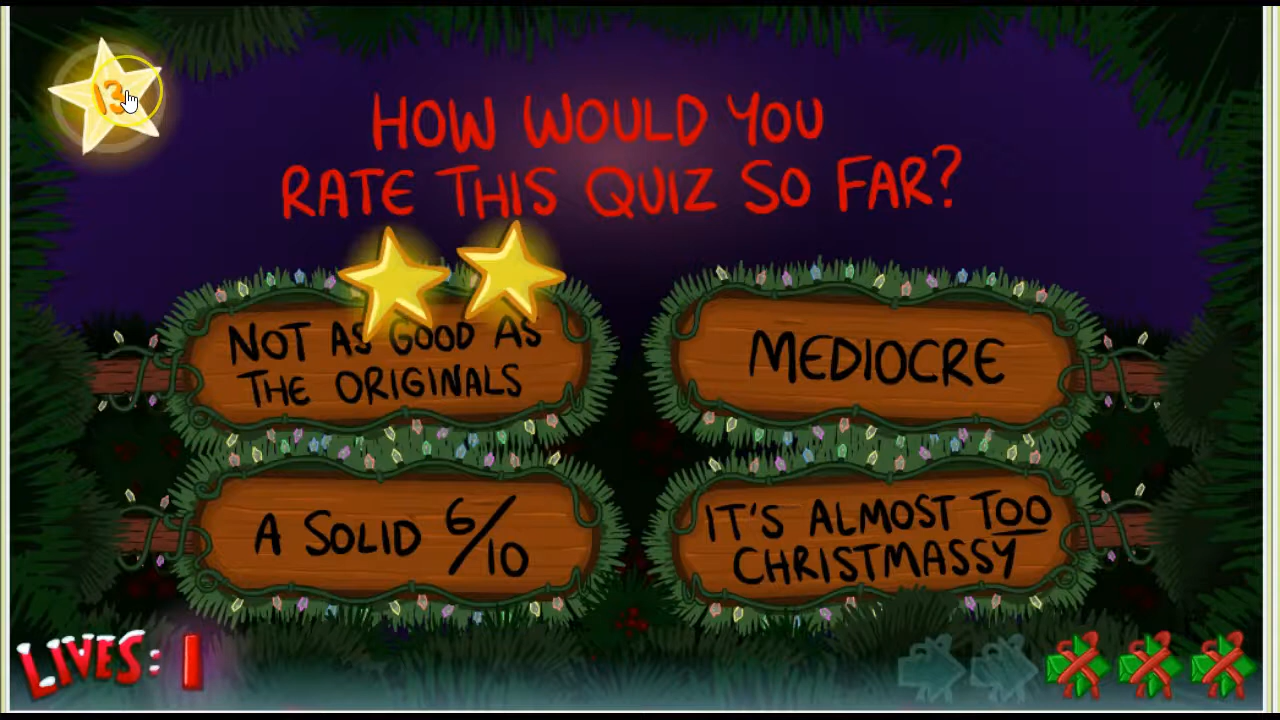 13
HOW WOULD YOU
RATE THIS QUIZ SO FAR?
NOT AS GOOD AS
THE ORIGINALS
MEDIOCRE
A SOLID 6/10
IT'S ALMOST TOO
CHRISTMASSY
LIVES: 1